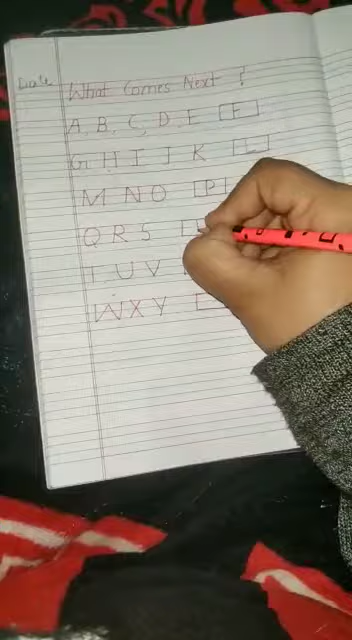 Date
What Comes Next ?
A, B, C, D, E F
G H I J K L
M N O P
Q R S
T U V
W X Y